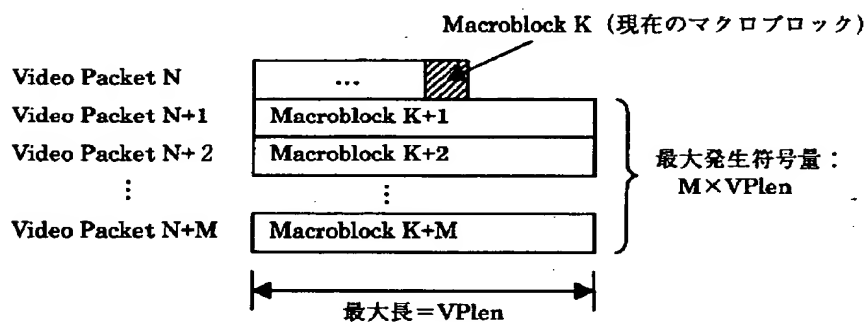 Macroblock K (現在のマクロブロック)
Video Packet N
...
Video Packet N+1
Macroblock K+1
Video Packet N+2
Macroblock K+2
⋮
⋮
最大発生符号量：
M×VPlen
Video Packet N+M
Macroblock K+M
最大長＝VPlen